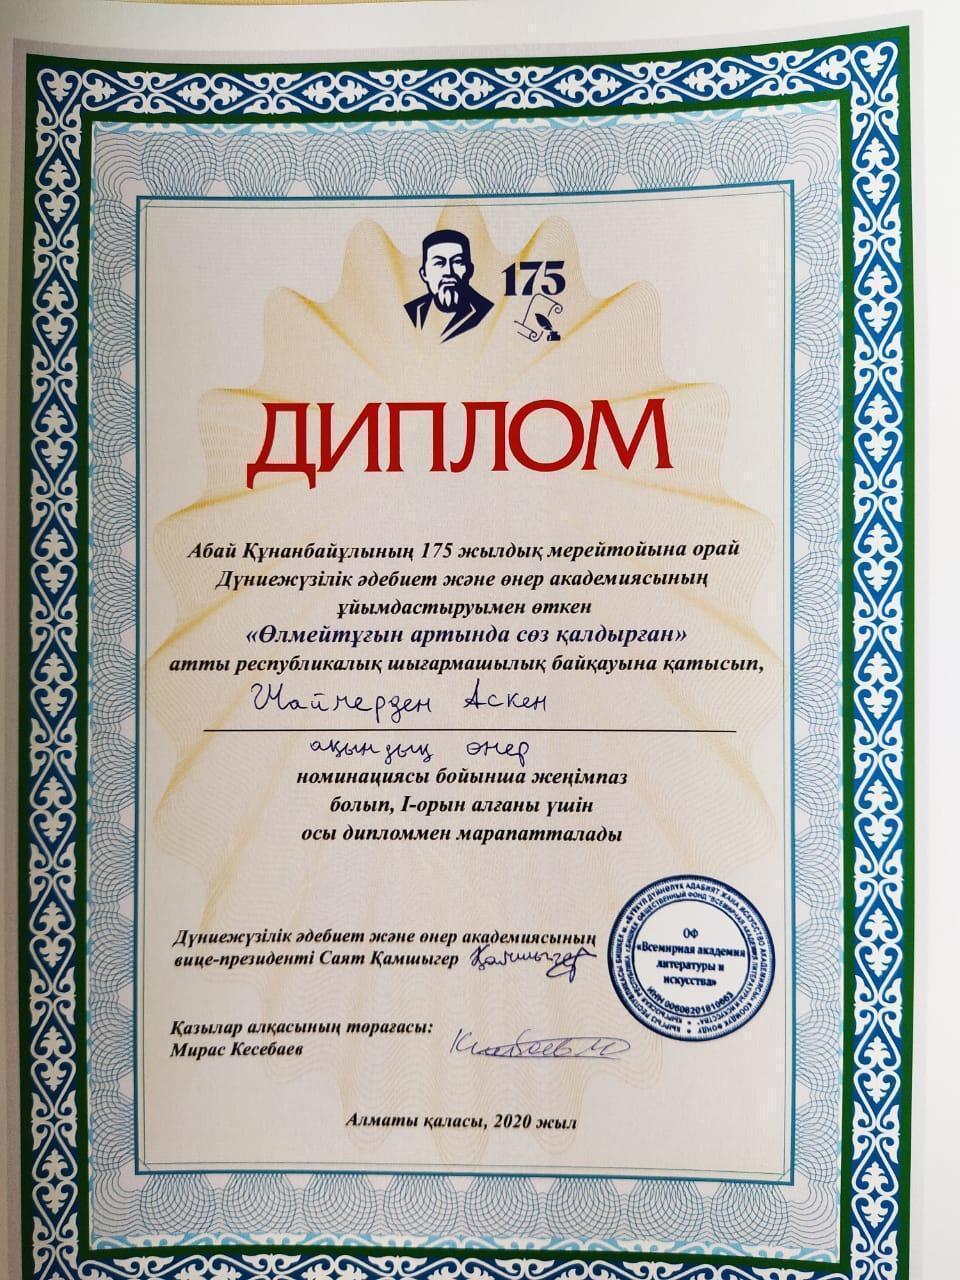 175
ДИПЛОМ
Абай Құнанбайұлының 175 жылдық мерейтойына орай
Дүниежүзілік әдебиет және өнер академиясының
ұйымдастыруымен өткен
«Өлмейтұғын артында сөз қалдырған»
атты республикалық шығармашылық байқауына қатысып,
Шаймерден Аскен
ақындық өнер
номинациясы бойынша жеңімпаз
болып, I-орын алғаны үшін
осы дипломмен марапатталады
Дүниежүзілік әдебиет және өнер академиясының
вице-президенті Саят Қамшыгер Қамшыгер
ОФ
«Всемирная академия
литературы и
искусства»
Қазылар алқасының торағасы:
Мирас Кесебаев
Алматы қаласы, 2020 жыл